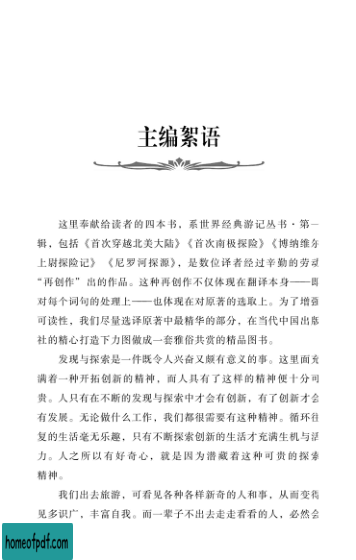 主编絮语
这里奉献给读者的四本书，系世界经典游记丛书·第一
辑，包括《首次穿越北美大陆》《首次南极探险》《博纳维尔
上尉探险记》《尼罗河探源》，是数位译者经过辛勤的劳动
“再创作”出的作品。这种再创作不仅体现在翻译本身——
对每个词句的处理上——也体现在对原著的选取上。为了增强
可读性，我们尽量选译原著中最精华的部分，在当代中国出版
社的精心打造下力图做成一套雅俗共赏的精品图书。
发现与探索是一件既令人兴奋又颇有意义的事。这里面充
满着一种开拓创新的精神，而人具有了这样的精神便十分可
贵。人只有在不断的发现与探索中才会有创新，有了创新才会
有发展。无论做什么工作，我们都很需要有这种精神。循环往
复的生活毫无乐趣，只有不断探索创新的生活才充满生机与活
力。人之所以有好奇心，就是因为潜藏着这种可贵的探索
精神。
我们出去旅游，可看见各种各样新奇的人和事，从而变得
见多识广，丰富自我。而一辈子不出去走走看看的人，必然会
homeofpdf.com